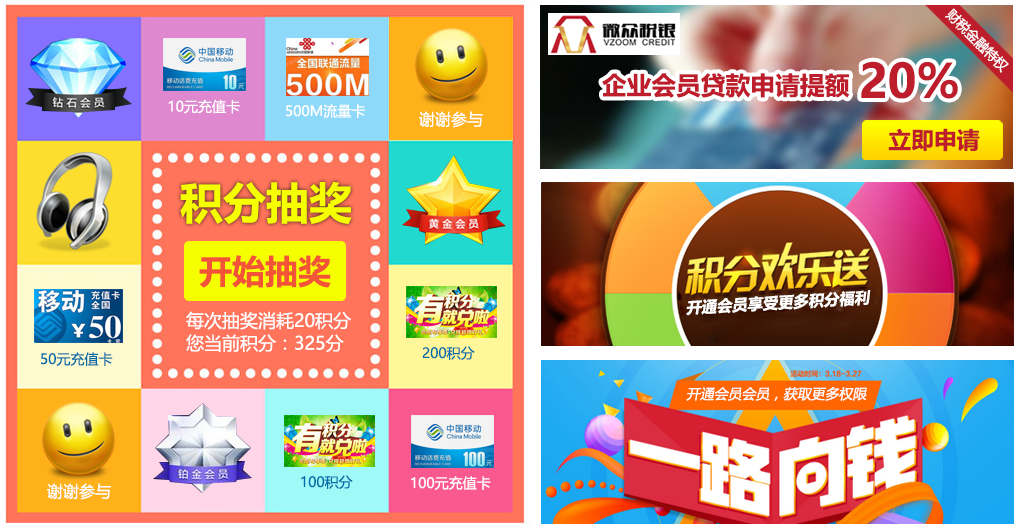 钻石会员
中国移动
China Mobile
移动话费充值
10元
10元充值卡
China
unicom中国联通
全国联通流量
500M
500M流量卡
谢谢参与
黄金会员
积分抽奖
开始抽奖
每次抽奖消耗20积分
您当前积分：325分
移动
充值卡
全国
¥50
50元充值卡
有积分
就兑啦
200积分
谢谢参与
铂金会员
有积分
就兑啦
100积分
中国移动
China Mobile
移动话费充值
100元
100元充值卡
微众税银
VZOOM CREDIT
财税金融特权
企业会员贷款申请提额 20%
立即申请
积分欢乐送
开通会员享受更多积分福利
活动时间：3.18-3.27
开通会员会员，获取更多权限
一路向钱